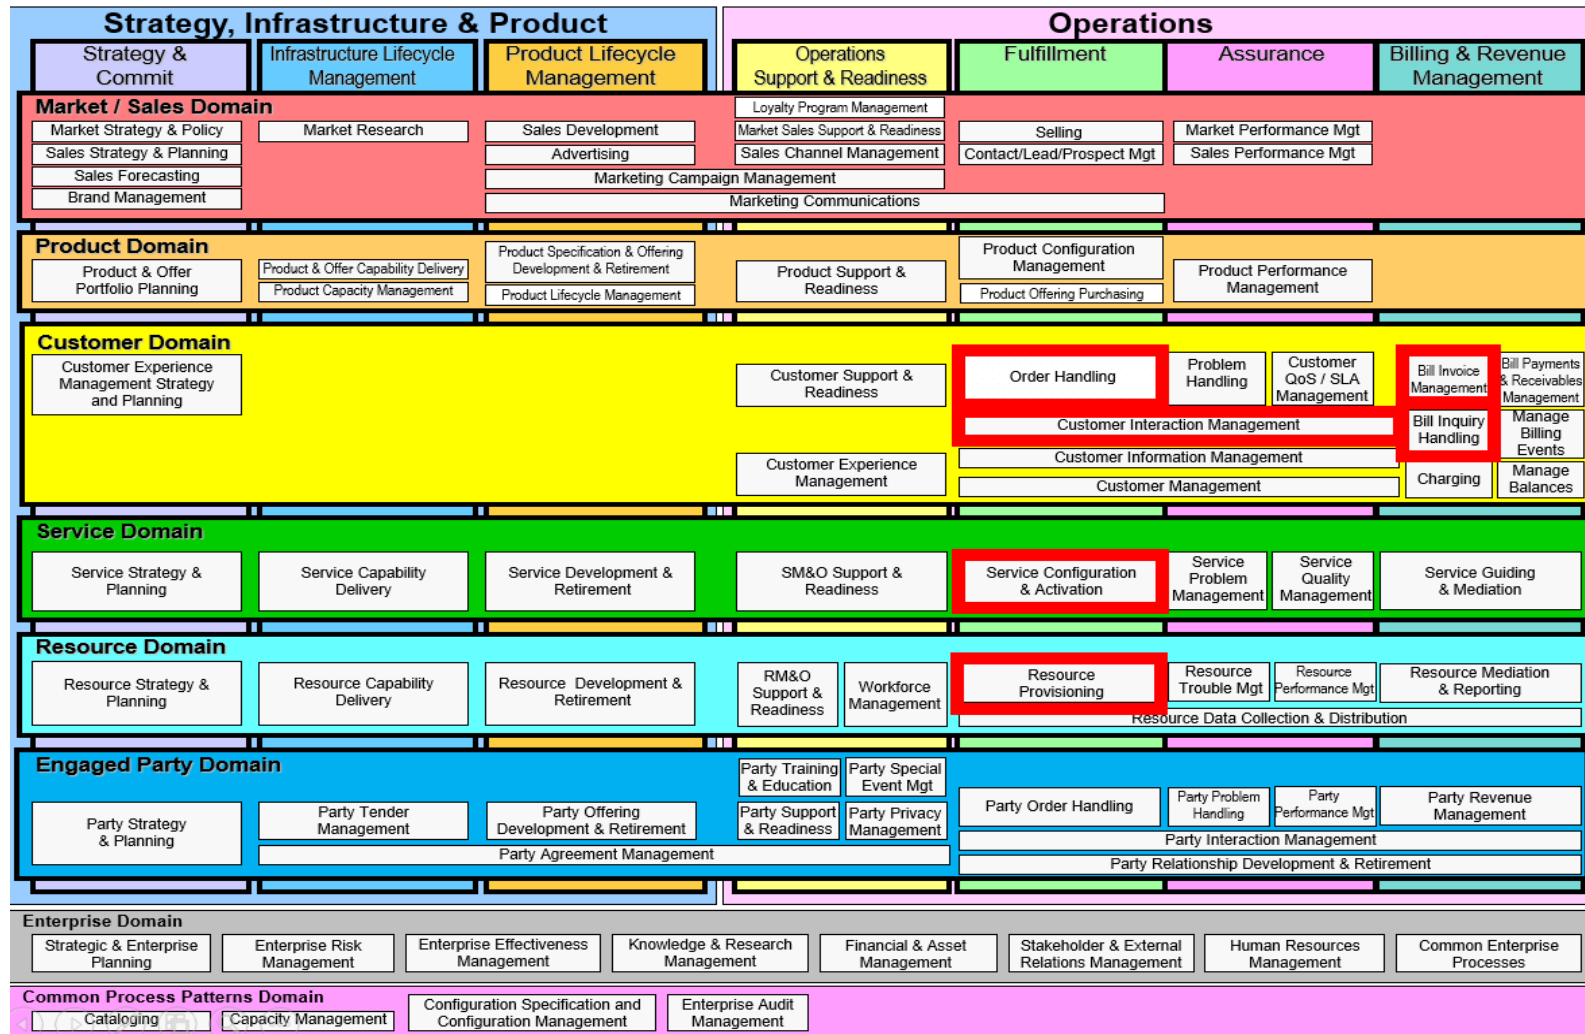 Strategy, Infrastructure & Product
Operations
Strategy &
Commit
Infrastructure Lifecycle
Management
Product Lifecycle
Management
Operations
Support & Readiness
Fulfillment
Assurance
Billing & Revenue
Management
Market / Sales Domain
Market Strategy & Policy
Sales Strategy & Planning
Sales Forecasting
Brand Management
Market Research
Sales Development
Advertising
Loyalty Program Management
Market Sales Support & Readiness
Sales Channel Management
Selling
Contact/Lead/Prospect Mgt
Market Performance Mgt
Sales Performance Mgt
Marketing Campaign Management
Marketing Communications
Product Domain
Product & Offer
Portfolio Planning
Product & Offer Capability Delivery
Product Capacity Management
Product Specification & Offering
Development & Retirement
Product Lifecycle Management
Product Support &
Readiness
Product Configuration
Management
Product Offering Purchasing
Product Performance
Management
Customer Domain
Customer Experience
Management Strategy
and Planning
Customer Support &
Readiness
Customer Experience
Management
Order Handling
Problem
Handling
Customer
QoS / SLA
Management
Bill Invoice
Management
Bill Payments
& Receivables
Management
Customer Interaction Management
Bill Inquiry
Handling
Manage
Billing
Events
Customer Information Management
Customer Management
Charging
Manage
Balances
Service Domain
Service Strategy &
Planning
Service Capability
Delivery
Service Development &
Retirement
SM&O Support &
Readiness
Service Configuration
& Activation
Service
Problem
Management
Service
Quality
Management
Service Guiding
& Mediation
Resource Domain
Resource Strategy &
Planning
Resource Capability
Delivery
Resource Development &
Retirement
RM&O
Support &
Readiness
Workforce
Management
Resource
Provisioning
Resource
Trouble Mgt
Resource
Performance Mgt
Resource Mediation
& Reporting
Resource Data Collection & Distribution
Engaged Party Domain
Party Strategy
& Planning
Party Tender
Management
Party Offering
Development & Retirement
Party Training
& Education
Party Special
Event Mgt
Party Support
& Readiness
Party Privacy
Management
Party Order Handling
Party Problem
Handling
Party
Performance Mgt
Party Revenue
Management
Party Agreement Management
Party Interaction Management
Party Relationship Development & Retirement
Enterprise Domain
Strategic & Enterprise
Planning
Enterprise Risk
Management
Enterprise Effectiveness
Management
Knowledge & Research
Management
Financial & Asset
Management
Stakeholder & External
Relations Management
Human Resources
Management
Common Enterprise
Processes
Common Process Patterns Domain
Cataloging
Capacity Management
Configuration Specification and
Configuration Management
Enterprise Audit
Management